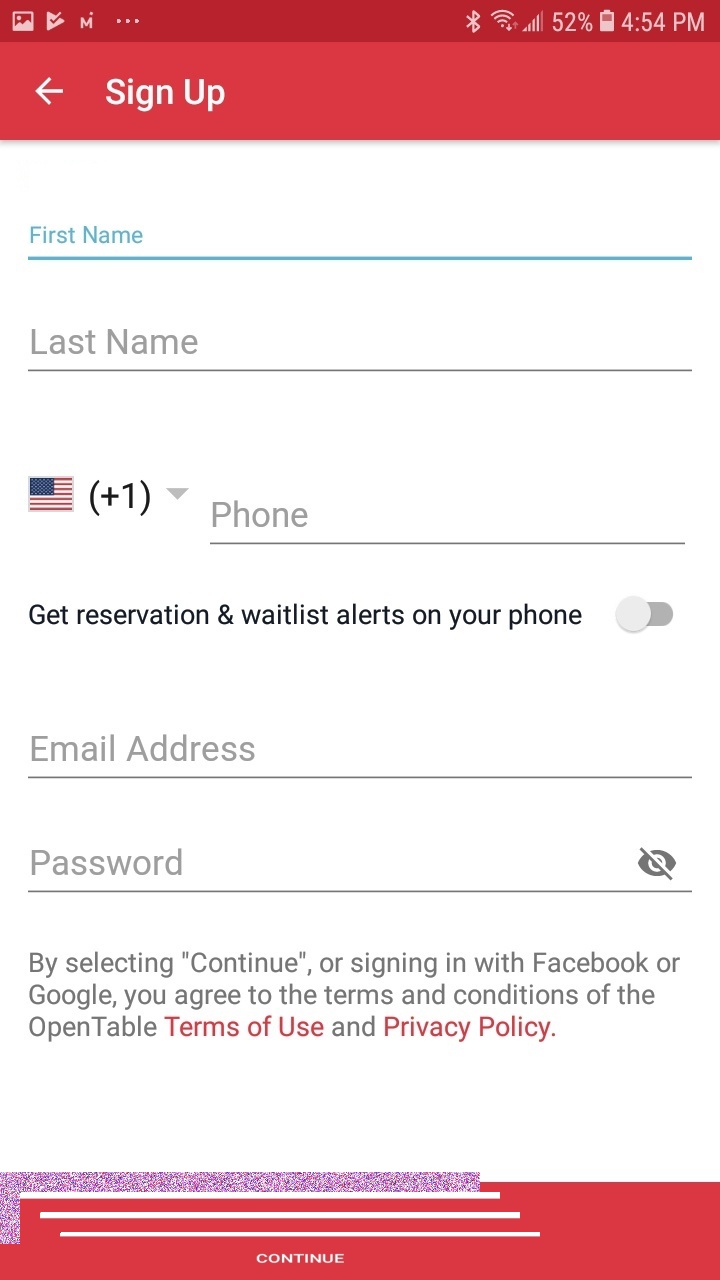 52% 4:54 PM
Sign Up
First Name
Last Name
(+1)
Phone
Get reservation & waitlist alerts on your phone
Email Address
Password
By selecting "Continue", or signing in with Facebook or
Google, you agree to the terms and conditions of the
OpenTable Terms of Use and Privacy Policy.
CONTINUE